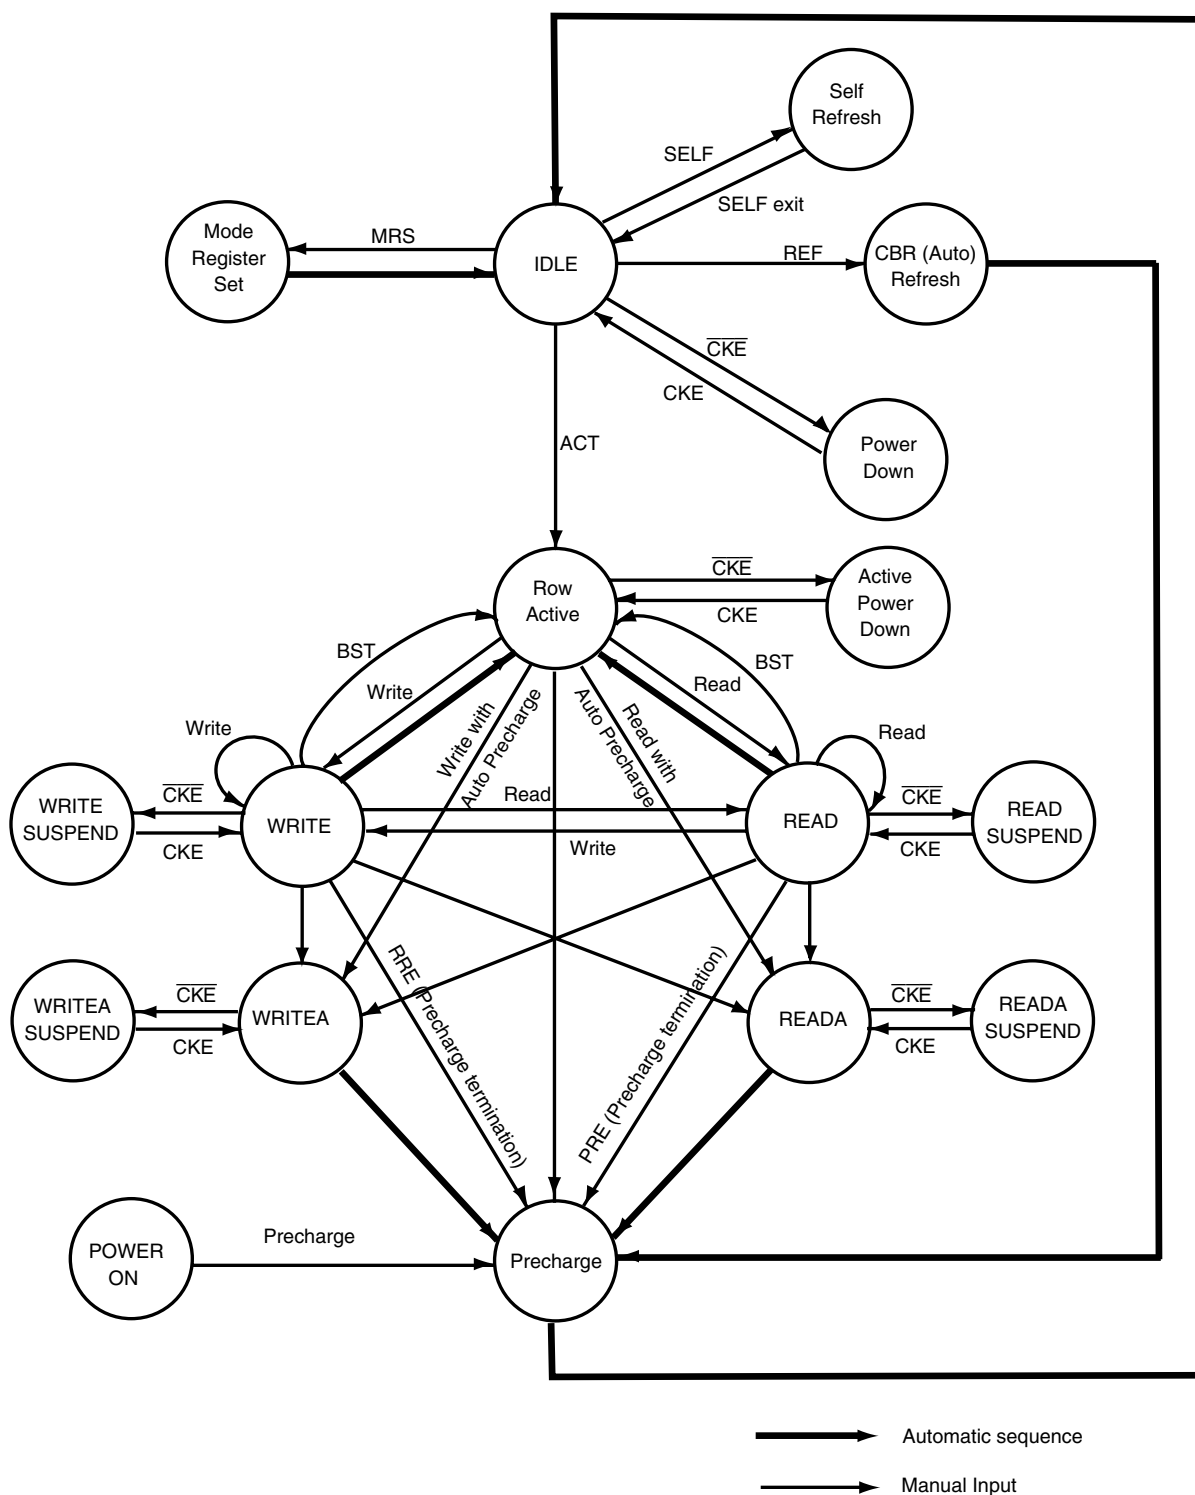 Self
Refresh
SELF
SELF exit
Mode
Register
Set
MRS
IDLE
REF
CBR (Auto)
Refresh
CKE
CKE
Power
Down
ACT
Row
Active
CKE
CKE
Active
Power
Down
BST
Write
Write with
Auto Precharge
Read with
Auto Precharge
Read
BST
Write
Read
WRITE
SUSPEND
CKE
CKE
WRITE
Read
Write
READ
CKE
CKE
READ
SUSPEND
RRE (Precharge termination)
PRE (Precharge termination)
WRITEA
SUSPEND
CKE
CKE
WRITEA
READA
CKE
CKE
READA
SUSPEND
POWER
ON
Precharge
Precharge
Automatic sequence
Manual Input